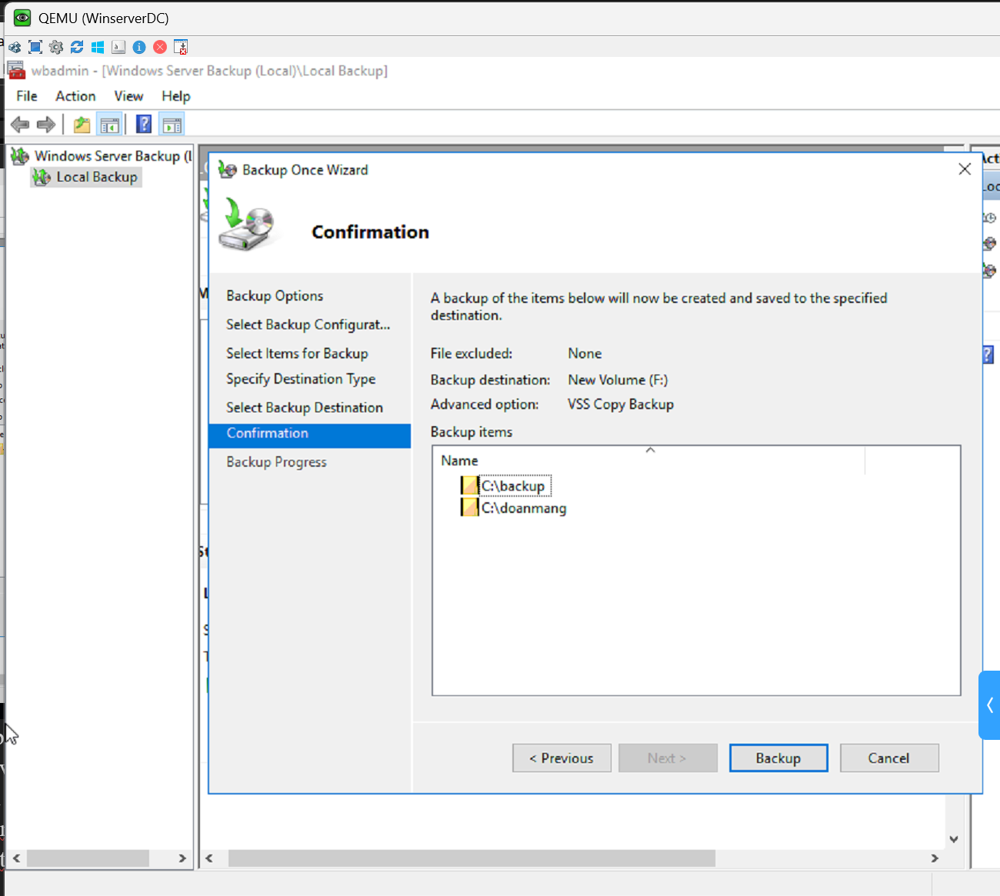 QEMU (WinserverDC)
wbadmin - [Windows Server Backup (Local)\Local Backup]
File Action View Help
Windows Server Backup (l
Local Backup
Backup Once Wizard
Confirmation
Backup Options
Select Backup Configurat...
Select Items for Backup
Specify Destination Type
Select Backup Destination
Confirmation
Backup Progress
A backup of the items below will now be created and saved to the specified
destination.
File excluded: None
Backup destination: New Volume (F:)
Advanced option: VSS Copy Backup
Backup items
Name
C:\backup
C:\doanmang
< Previous
Next >
Backup
Cancel